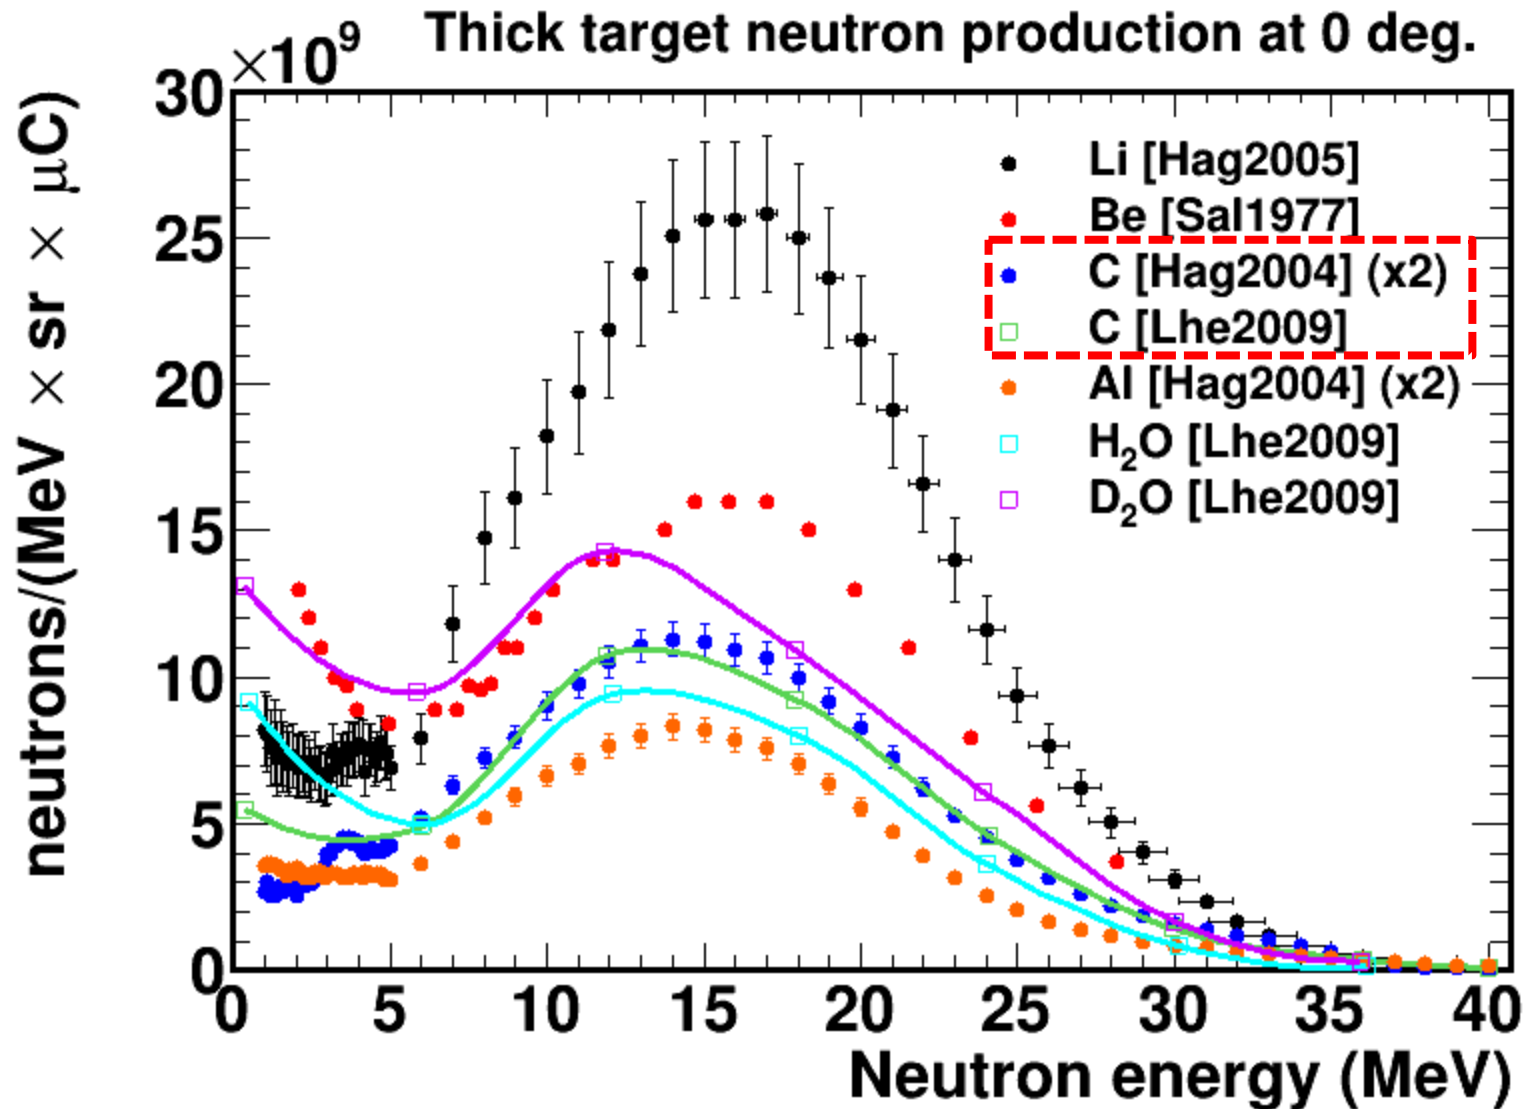 Thick target neutron production at 0 deg.
×10⁹
neutrons/(MeV × sr × μC)
30
25
20
15
10
5
0
Li [Hag2005]
Be [Sal1977]
C [Hag2004] (x2)
C [Lhe2009]
Al [Hag2004] (x2)
H₂O [Lhe2009]
D₂O [Lhe2009]
0 5 10 15 20 25 30 35 40
Neutron energy (MeV)